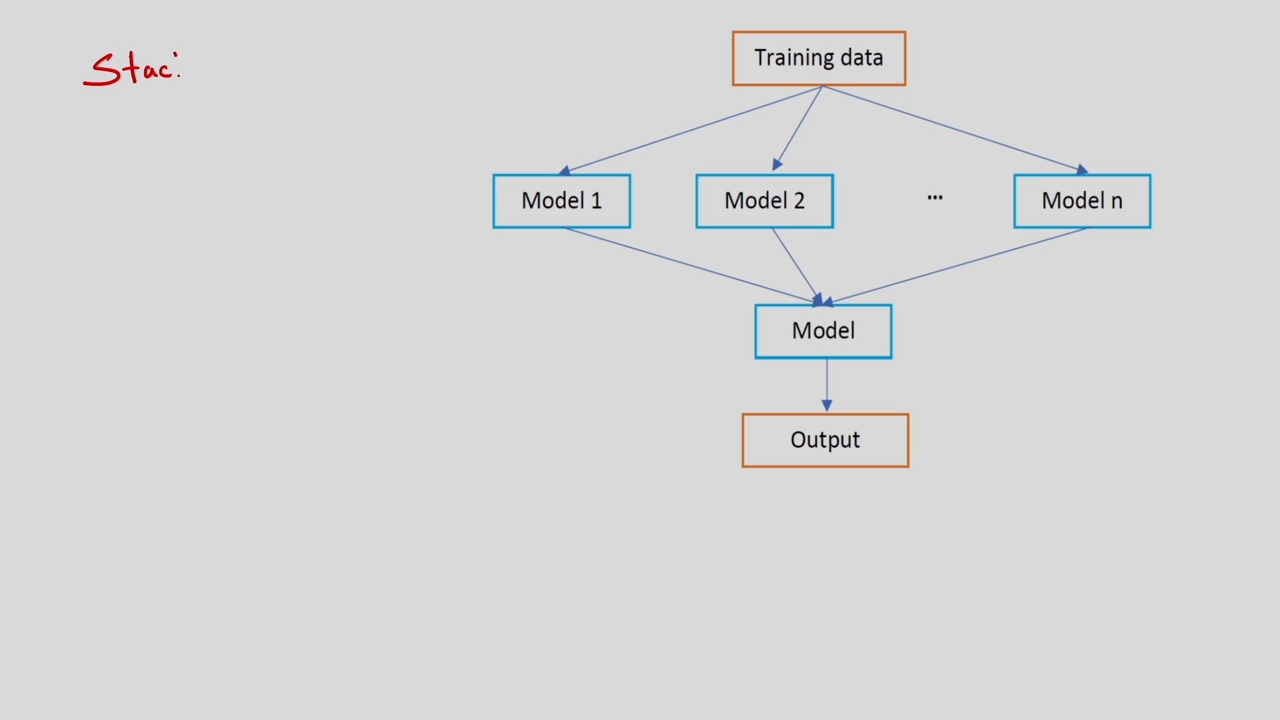 Stac
Training data
Model 1
Model 2
...
Model n
Model
Output